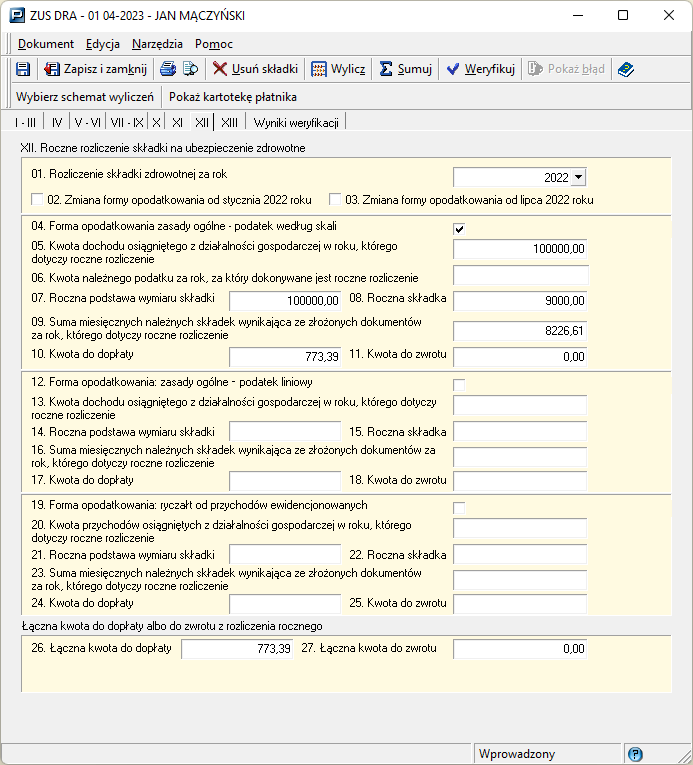 ZUS DRA - 01 04-2023 - JAN MĄCZYŃSKI
Dokument Edycja Narzędzia Pomoc
Zapisz i zamknij Usuń składki Wylicz Sumuj Weryfikuj Pokaż błąd
Wybierz schemat wyliczeń Pokaż kartotekę płatnika
I - III IV V - VI VII - IX X XI XII XIII Wyniki weryfikacji
XII. Roczne rozliczenie składki na ubezpieczenie zdrowotne
01. Rozliczenie składki zdrowotnej za rok 2022
02. Zmiana formy opodatkowania od stycznia 2022 roku 03. Zmiana formy opodatkowania od lipca 2022 roku
04. Forma opodatkowania zasady ogólne - podatek według skali
05. Kwota dochodu osiągniętego z działalności gospodarczej w roku, którego
dotyczy roczne rozliczenie 100000,00
06. Kwota należnego podatku za rok, za który dokonywane jest roczne rozliczenie
07. Roczna podstawa wymiaru składki 100000,00 08. Roczna składka 9000,00
09. Suma miesięcznych należnych składek wynikająca ze złożonych dokumentów
za rok, którego dotyczy roczne rozliczenie 8226,61
10. Kwota do dopłaty 773,39 11. Kwota do zwrotu 0,00
12. Forma opodatkowania: zasady ogólne - podatek liniowy
13. Kwota dochodu osiągniętego z działalności gospodarczej w roku, którego dotyczy
roczne rozliczenie
14. Roczna podstawa wymiaru składki 15. Roczna składka
16. Suma miesięcznych należnych składek wynikająca ze złożonych dokumentów za
rok, którego dotyczy roczne rozliczenie
17. Kwota do dopłaty 18. Kwota do zwrotu
19. Forma opodatkowania: ryczałt od przychodów ewidencjonowanych
20. Kwota przychodów osiągniętych z działalności gospodarczej w roku, którego
dotyczy roczne rozliczenie
21. Roczna podstawa wymiaru składki 22. Roczna składka
23. Suma miesięcznych należnych składek wynikająca ze złożonych dokumentów
za rok, którego dotyczy roczne rozliczenie
24. Kwota do dopłaty 25. Kwota do zwrotu
Łączna kwota do dopłaty albo do zwrotu z rozliczenia rocznego
26. Łączna kwota do dopłaty 773,39 27. Łączna kwota do zwrotu 0,00
Wprowadzony